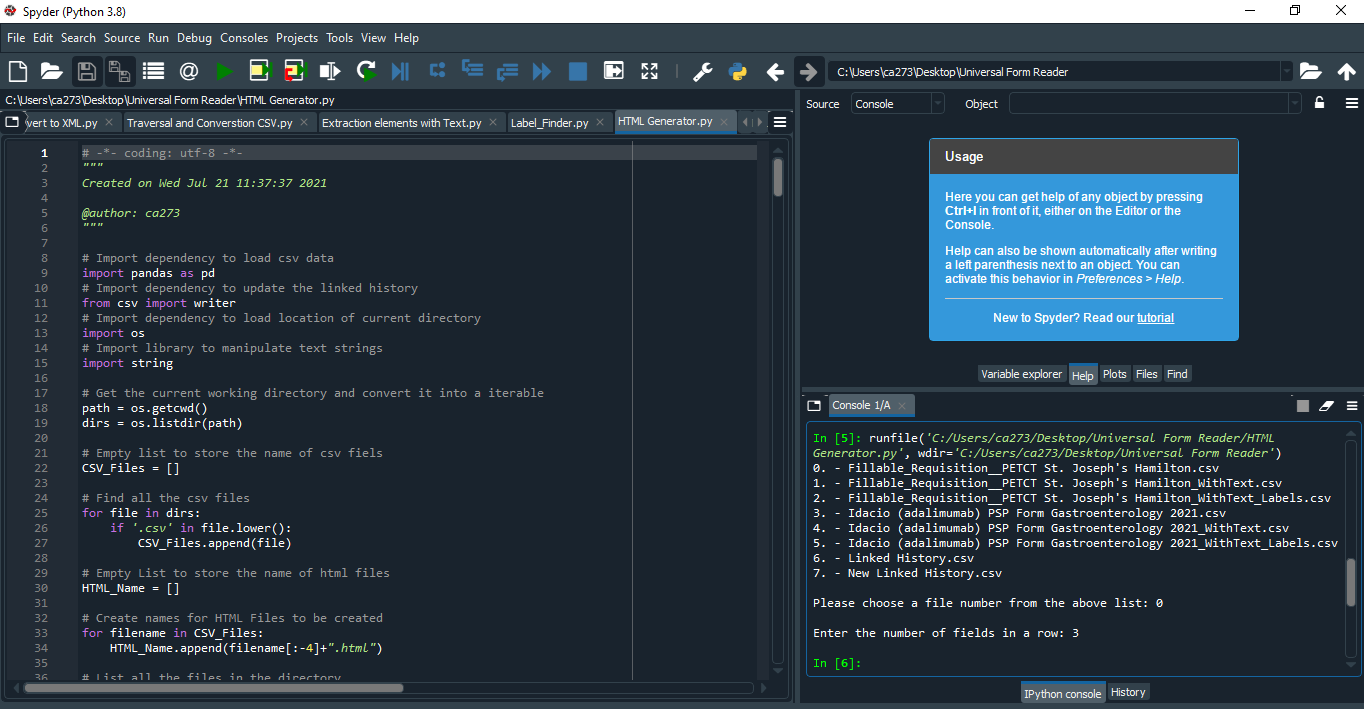 Spyder (Python 3.8)
File Edit Search Source Run Debug Consoles Projects Tools View Help
C:\Users\ca273\Desktop\Universal Form Reader
C:\Users\ca273\Desktop\Universal Form Reader\HTML Generator.py
vert to XML.py Traversal and Converstion CSV.py Extraction elements with Text.py Label_Finder.py HTML Generator.py
1 # -*- coding: utf-8 -*-
2 """
3 Created on Wed Jul 21 11:37:37 2021
4
5 @author: ca273
6 """
7
8 # Import dependency to load csv data
9 import pandas as pd
10 # Import dependency to update the linked history
11 from csv import writer
12 # Import dependency to load location of current directory
13 import os
14 # Import library to manipulate text strings
15 import string
16
17 # Get the current working directory and convert it into a iterable
18 path = os.getcwd()
19 dirs = os.listdir(path)
20
21 # Empty list to store the name of csv fiels
22 CSV_Files = []
23
24 # Find all the csv files
25 for file in dirs:
26 if '.csv' in file.lower():
27 CSV_Files.append(file)
28
29 # Empty List to store the name of html files
30 HTML_Name = []
31
32 # Create names for HTML Files to be created
33 for filename in CSV_Files:
34 HTML_Name.append(filename[:-4]+".html")
35
36 # List all the files in the directory
Source Console Object
Usage
Here you can get help of any object by pressing
Ctrl+I in front of it, either on the Editor or the
Console.
Help can also be shown automatically after writing
a left parenthesis next to an object. You can
activate this behavior in Preferences > Help.
New to Spyder? Read our tutorial
Variable explorer Help Plots Files Find
Console 1/A
In [5]: runfile('C:/Users/ca273/Desktop/Universal Form Reader/HTML
Generator.py', wdir='C:/Users/ca273/Desktop/Universal Form Reader')
0. - Fillable_Requisition__PETCT St. Joseph's Hamilton.csv
1. - Fillable_Requisition__PETCT St. Joseph's Hamilton_WithText.csv
2. - Fillable_Requisition__PETCT St. Joseph's Hamilton_WithText_Labels.csv
3. - Idacio (adalimumab) PSP Form Gastroenterology 2021.csv
4. - Idacio (adalimumab) PSP Form Gastroenterology 2021_WithText.csv
5. - Idacio (adalimumab) PSP Form Gastroenterology 2021_WithText_Labels.csv
6. - Linked History.csv
7. - New Linked History.csv
Please choose a file number from the above list: 0
Enter the number of fields in a row: 3
In [6]:
IPython console History